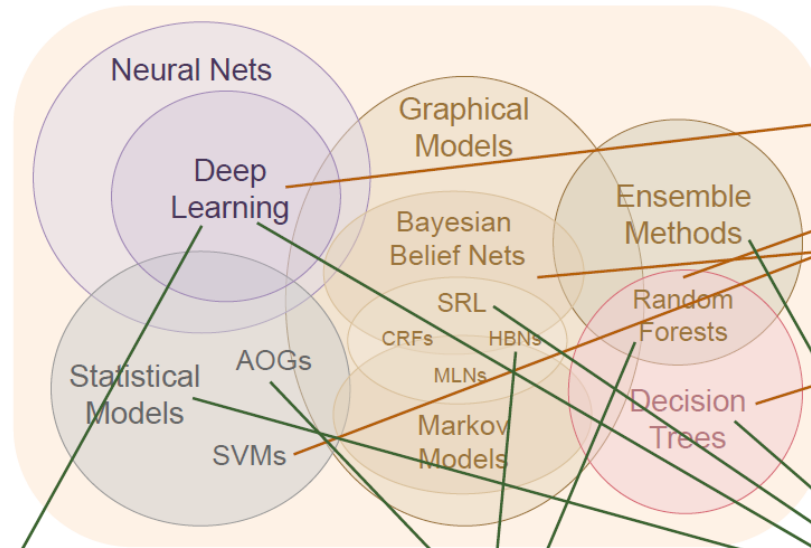 Neural Nets
Graphical
Models
Deep
Learning
Ensemble
Methods
Bayesian
Belief Nets
SRL
Random
Forests
CRFs
HBNs
AOGs
MLNs
Statistical
Models
Decision
Trees
Markov
Models
SVMs